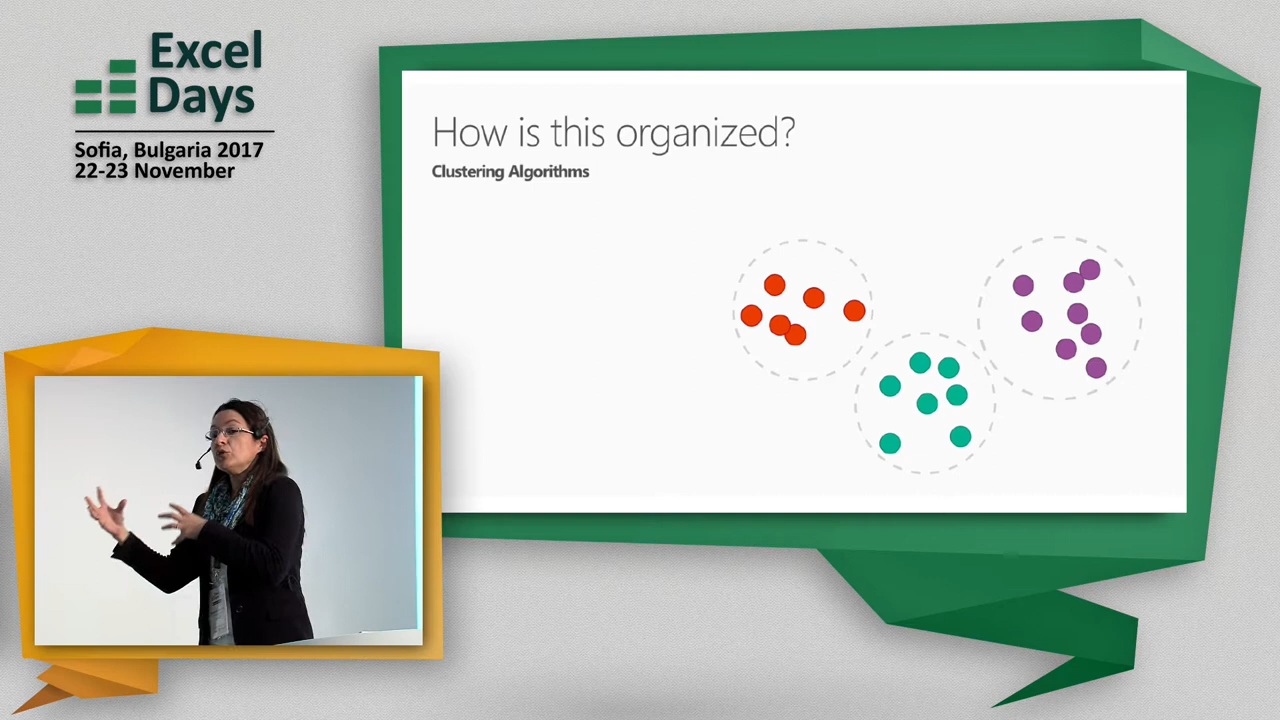 Excel
Days
Sofia, Bulgaria 2017
22-23 November
How is this organized?
Clustering Algorithms